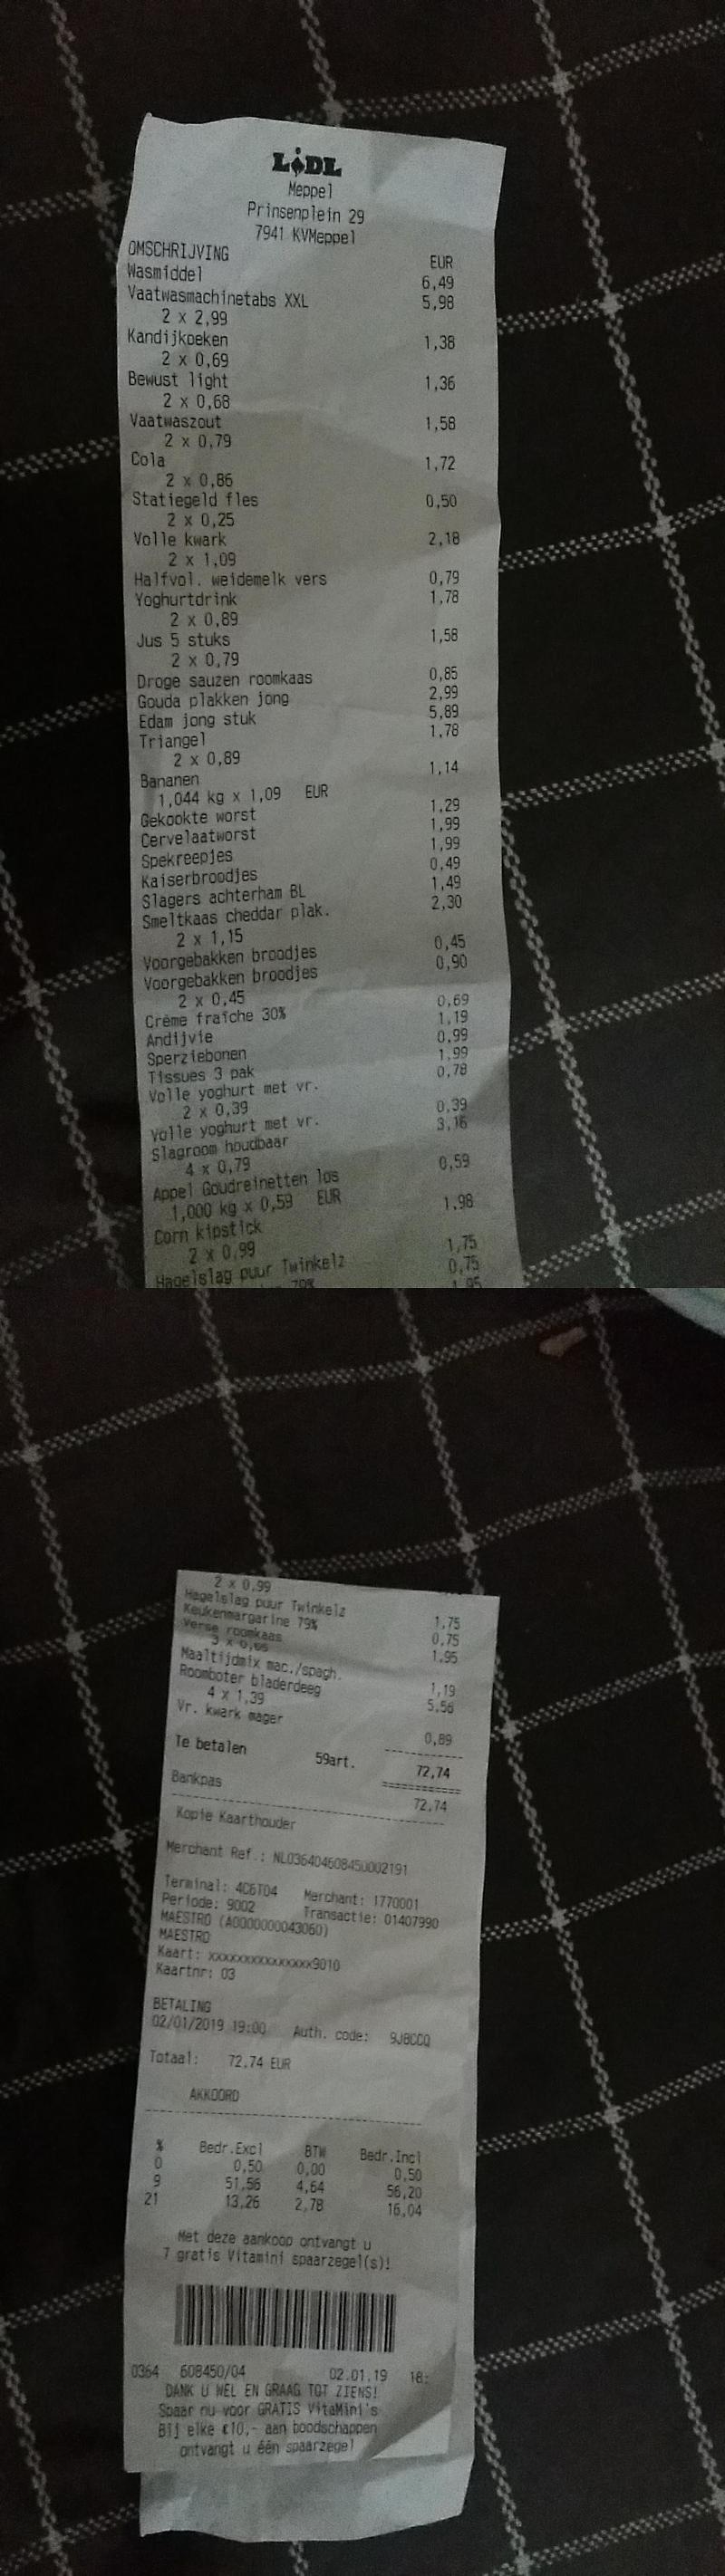 LIDL
Meppel
Prinsenplein 29
7941 KVMeppel
OMSCHRIJVING EUR
Wasmiddel 6,49
Vaatwasmachinetabs XXL 5,98
2 x 2,99
Kandijkoeken 1,38
2 x 0,69
Bewust light 1,36
2 x 0,68
Vaatwaszout 1,58
2 x 0,79
Cola 1,72
2 x 0,86
Statiegeld fles 0,50
2 x 0,25
Volle kwark 2,18
2 x 1,09
Halfvol. weidemelk vers 0,79
Yoghurtdrink 1,78
2 x 0,89
Jus 5 stuks 1,58
2 x 0,79
Droge sauzen roomkaas 0,85
Gouda plakken jong 2,99
Edam jong stuk 5,89
Triangel 1,78
2 x 0,89
Bananen 1,14
1,044 kg x 1,09 EUR
Gekookte worst 1,29
Cervelaatworst 1,99
Spekreepjes 1,99
Kaiserbroodjes 0,49
Slagers achterham BL 1,49
Smeltkaas cheddar plak. 2,30
2 x 1,15
Voorgebakken broodjes 0,45
Voorgebakken broodjes 0,90
2 x 0,45
Crème fraîche 30% 0,69
Andijvie 1,19
Sperziebonen 0,99
Tissues 3 pak 1,99
Volle yoghurt met vr. 0,78
2 x 0,39
Volle yoghurt met vr. 0,39
Slagroom houdbaar 3,16
4 x 0,79
Appel Goudreinetten los 0,59
1,000 kg x 0,59 EUR
Corn kipstick 1,98
2 x 0,99
Hagelslag puur Twinkelz 1,75
79% 0,75
1,95
2 x 0,99
Hagelslag puur Twinkelz 1,75
Keukenmargarine 79% 0,75
Verse roomkaas 1,95
3 x 0,65
Maaltijdmix mac./spagh. 1,19
Roomboter bladerdeeg 5,56
4 x 1,39
Vr. kwark mager 0,89
Te betalen 59art. 72,74
Bankpas 72,74
Kopie Kaarthouder
Merchant Ref.: NL0364046084500002191
Terminal: 4C6T04 Merchant: 1770001
Periode: 9002 Transactie: 01407990
MAESTRO (A0000000043060)
MAESTRO
Kaart: xxxxxxxxxxxxxxx9010
Kaartnr: 03
BETALING
02/01/2019 19:00 Auth. code: 9J8CCQ
Totaal: 72,74 EUR
AKKOORD
% Bedr.Excl BTW Bedr.Incl
0 0,50 0,00 0,50
9 51,56 4,64 56,20
21 13,26 2,78 16,04
Met deze aankoop ontvangt u
7 gratis Vitamini spaarzegel(s)!
0364 608450/04 02.01.19 18:
DANK U WEL EN GRAAG TOT ZIENS!
Spaar nu voor GRATIS VitaMini's
Bij elke €10,- aan boodschappen
ontvangt u één spaarzegel